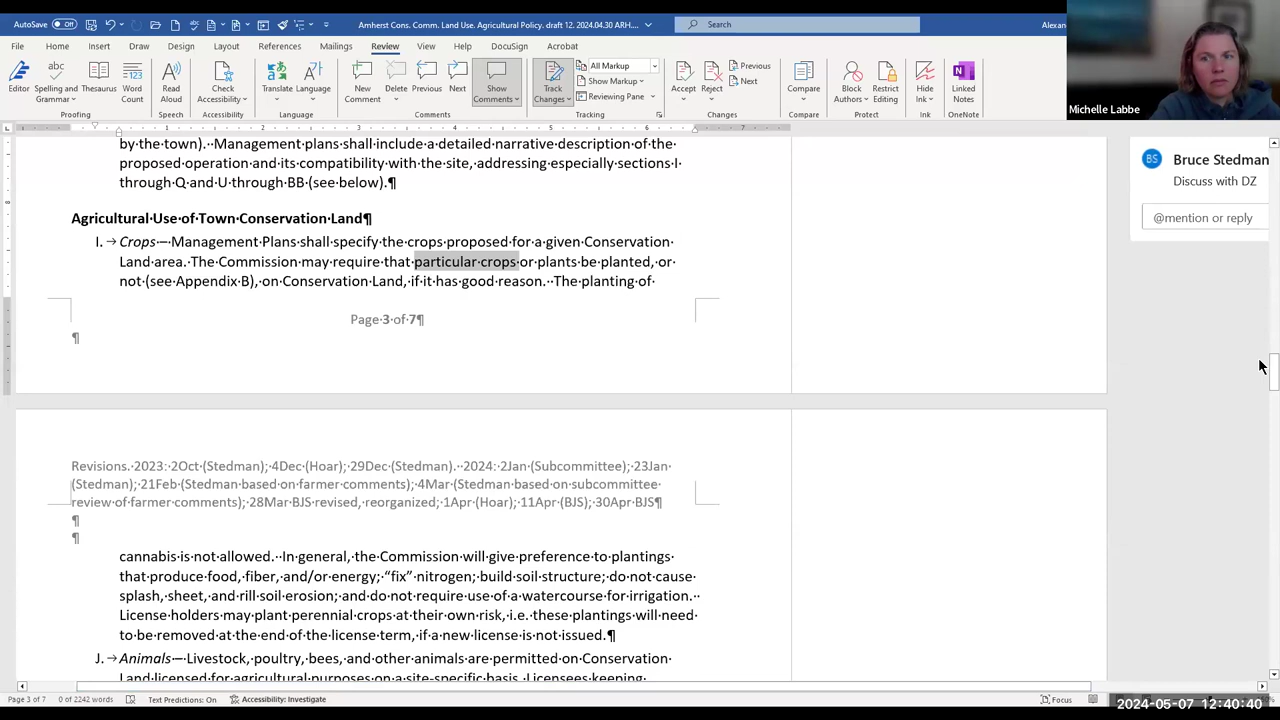 AutoSave Off Amherst Cons. Comm. Land Use. Agricultural Policy. draft 12. 2024.04.30 ARH.... Search Alexan
File Home Insert Draw Design Layout References Mailings Review View Help DocuSign Acrobat
Editor
Spelling and Grammar
Thesaurus
Word Count
Proofing
Read Aloud
Speech
Check Accessibility
Accessibility
Translate
Language
Language
New Comment
Delete
Previous
Next
Show Comments
Comments
Track Changes
All Markup
Show Markup
Reviewing Pane
Tracking
Accept
Reject
Previous
Next
Changes
Compare
Compare
Block Authors
Restrict Editing
Protect
Hide Ink
Ink
Linked Notes
OneNote
Michelle Labbe
1 2 3 4 5 6 7
by the town). Management plans shall include a detailed narrative description of the
proposed operation and its compatibility with the site, addressing especially sections I
through Q and U through BB (see below).¶
Agricultural Use of Town Conservation Land¶
I. → Crops – Management Plans shall specify the crops proposed for a given Conservation
Land area. The Commission may require that particular crops or plants be planted, or
not (see Appendix B), on Conservation Land, if it has good reason. The planting of
Page 3 of 7¶
¶
Revisions. 2023: 2Oct (Stedman); 4Dec (Hoar); 29Dec (Stedman). 2024: 2Jan (Subcommittee); 23Jan
(Stedman); 21Feb (Stedman based on farmer comments); 4Mar (Stedman based on subcommittee
review of farmer comments); 28Mar BJS revised, reorganized; 1Apr (Hoar); 11Apr (BJS); 30Apr BJS¶
¶
¶
cannabis is not allowed. In general, the Commission will give preference to plantings
that produce food, fiber, and/or energy; “fix” nitrogen; build soil structure; do not cause
splash, sheet, and rill soil erosion; and do not require use of a watercourse for irrigation.
License holders may plant perennial crops at their own risk, i.e. these plantings will need
to be removed at the end of the license term, if a new license is not issued.¶
J. → Animals – Livestock, poultry, bees, and other animals are permitted on Conservation
Land licensed for agricultural purposes on a site-specific basis. Licensees keeping
BS Bruce Stedman
Discuss with DZ
@mention or reply
Page 3 of 7 0 of 2242 words Text Predictions: On Accessibility: Investigate Focus
2024-05-07 12:40:40